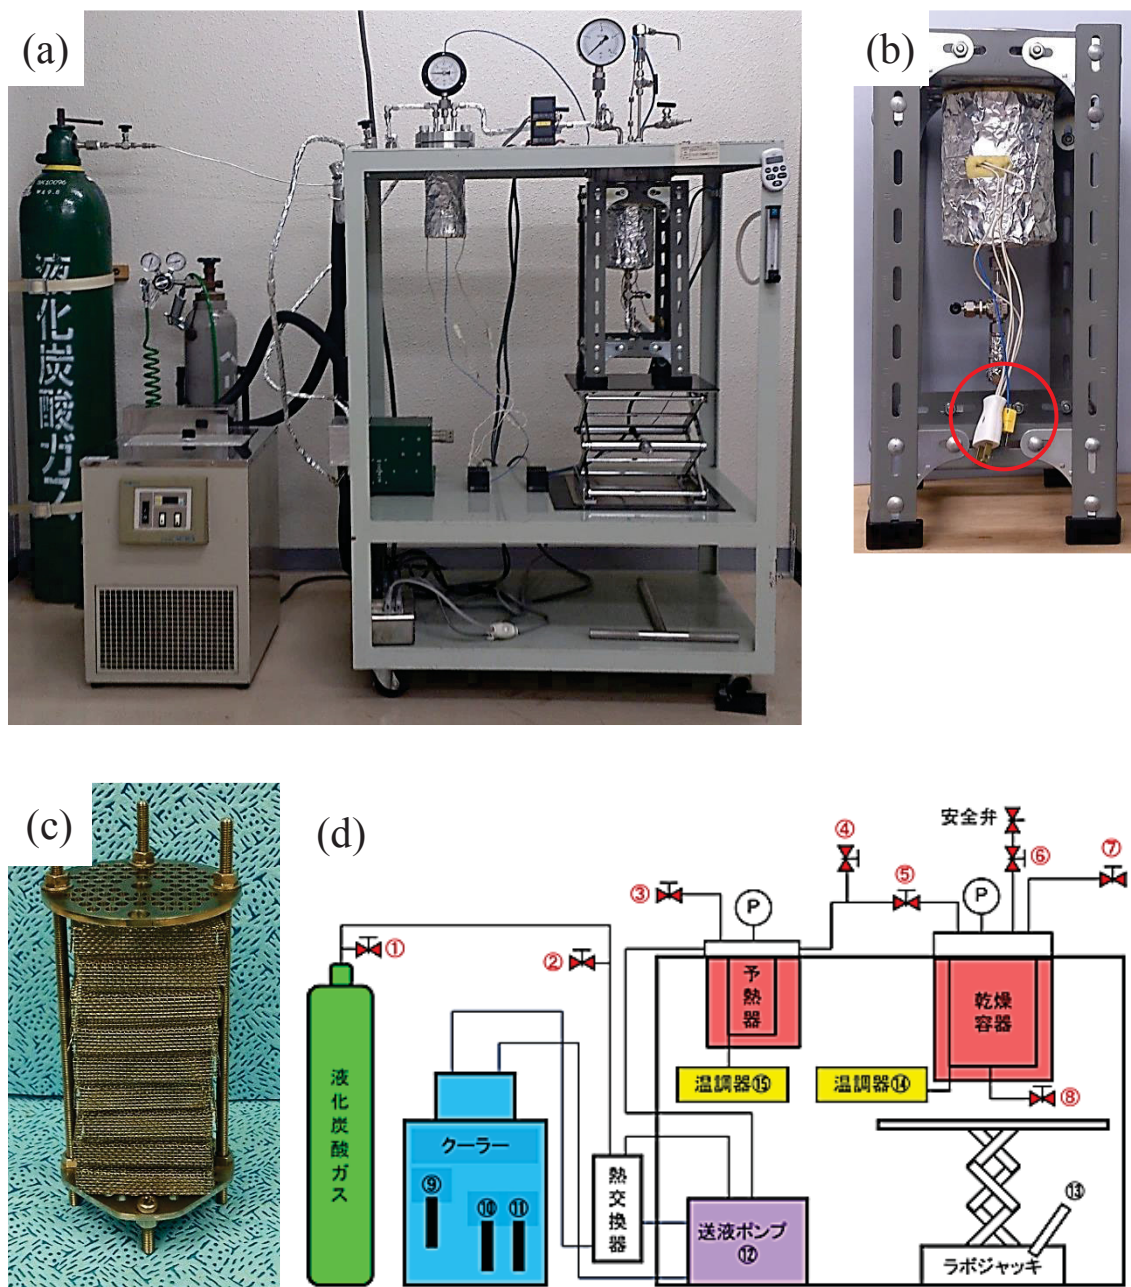 (a)
(b)
BK10096
W49.8
液化炭酸ガス
(c)
(d)
安全弁
④
⑥
⑦
③
P
⑤
P
①
②
予熱器
乾燥容器
温調器⑮
温調器⑭
⑧
液化炭酸ガス
クーラー
⑨
⑩
⑪
熱交換器
送液ポンプ
⑫
⑬
ラボジャッキ